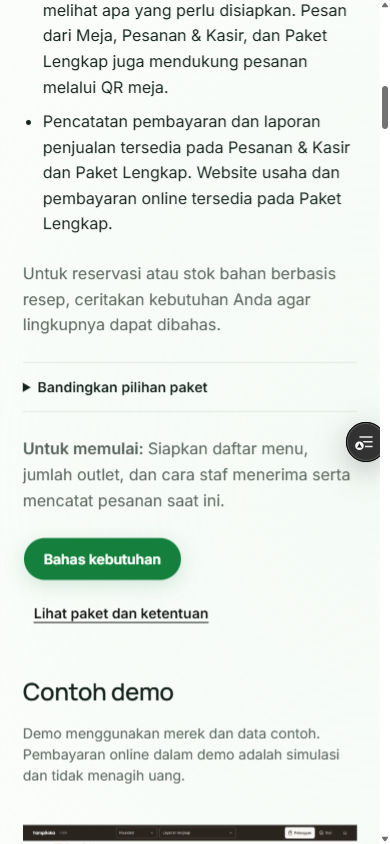 melihat apa yang perlu disiapkan. Pesan
dari Meja, Pesanan & Kasir, dan Paket
Lengkap juga mendukung pesanan
melalui QR meja.
• Pencatatan pembayaran dan laporan
penjualan tersedia pada Pesanan & Kasir
dan Paket Lengkap. Website usaha dan
pembayaran online tersedia pada Paket
Lengkap.
Untuk reservasi atau stok bahan berbasis
resep, ceritakan kebutuhan Anda agar
lingkupnya dapat dibahas.
▶ Bandingkan pilihan paket
Untuk memulai: Siapkan daftar menu,
jumlah outlet, dan cara staf menerima serta
mencatat pesanan saat ini.
Bahas kebutuhan
Lihat paket dan ketentuan
Contoh demo
Demo menggunakan merek dan data contoh.
Pembayaran online dalam demo adalah simulasi
dan tidak menagih uang.